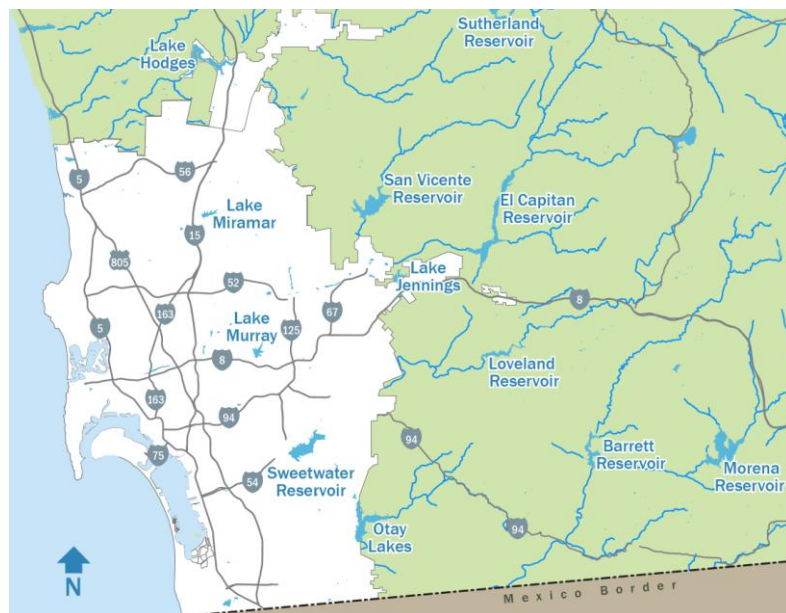 Sutherland
Reservoir
Lake
Hodges
5
56
San Vicente
Reservoir
El Capitan
Reservoir
Lake
Miramar
15
805
Lake
Jennings
52
163
67
8
5
Lake
Murray
125
8
Loveland
Reservoir
163
94
94
75
Sweetwater
Reservoir
54
Barrett
Reservoir
Morena
Reservoir
Otay
Lakes
94
N
Mexico Border